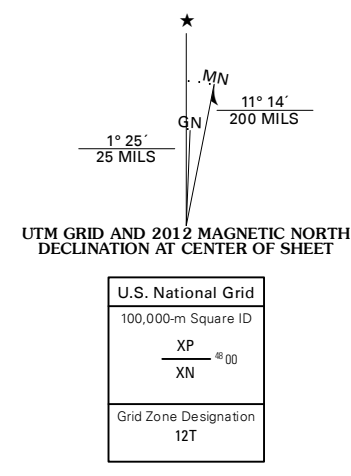 ★
MN
GN
11° 14´
200 MILS
1° 25´
25 MILS
UTM GRID AND 2012 MAGNETIC NORTH
DECLINATION AT CENTER OF SHEET
U.S. National Grid
100,000-m Square ID
XP
48 00
XN
Grid Zone Designation
12T